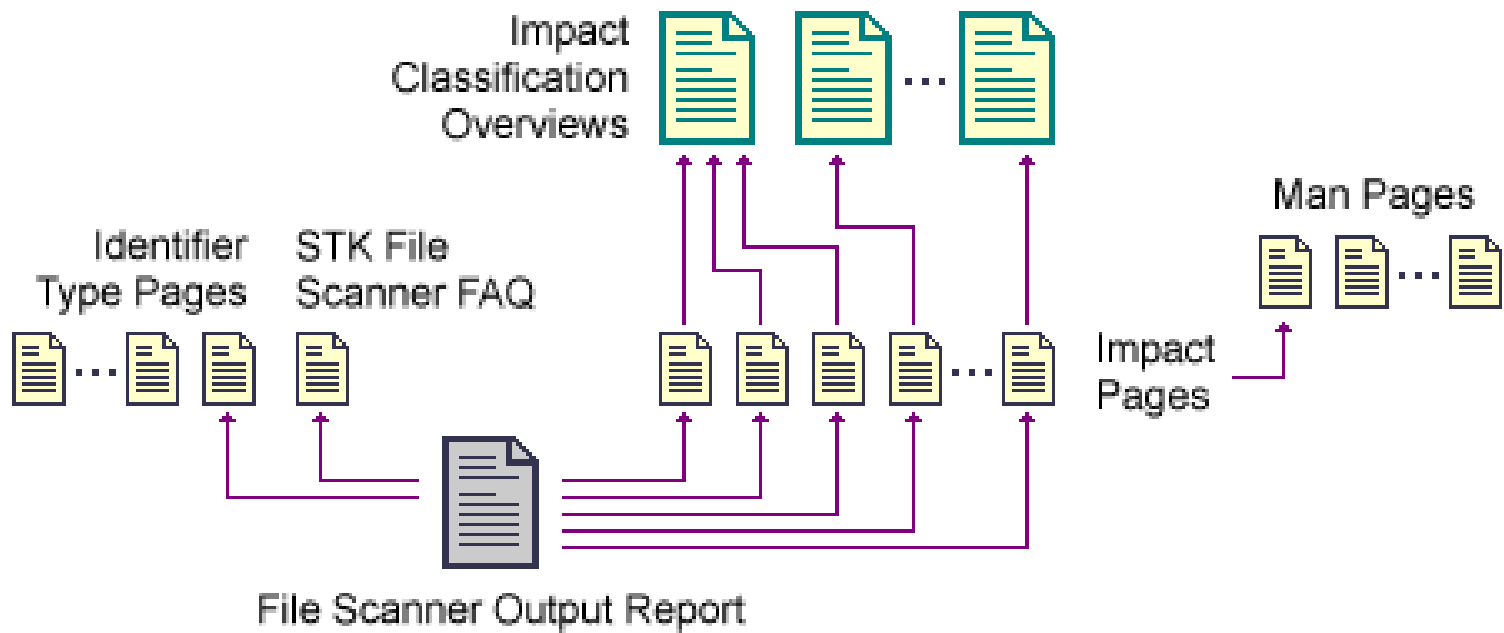 Impact
Classification
Overviews
Man Pages
Identifier
Type Pages
STK File
Scanner FAQ
Impact
Pages
File Scanner Output Report